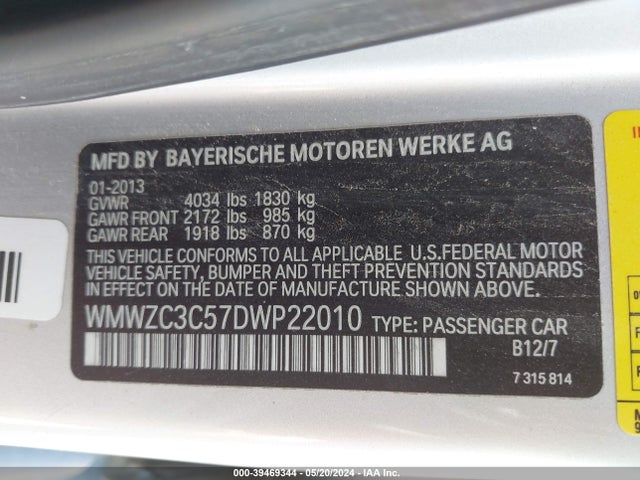 MFD BY BAYERISCHE MOTOREN WERKE AG
01-2013
GVWR 4034 lbs 1830 kg
GAWR FRONT 2172 lbs 985 kg
GAWR REAR 1918 lbs 870 kg
THIS VEHICLE CONFORMS TO ALL APPLICABLE U.S.FEDERAL MOTOR
VEHICLE SAFETY, BUMPER AND THEFT PREVENTION STANDARDS
IN EFFECT ON THE DATE OF MANUFACTURE SHOWN ABOVE.
WMWZC3C57DWP22010 TYPE: PASSENGER CAR
B12/7
7 315 814
000-39469344 - 05/20/2024 - IAA Inc.